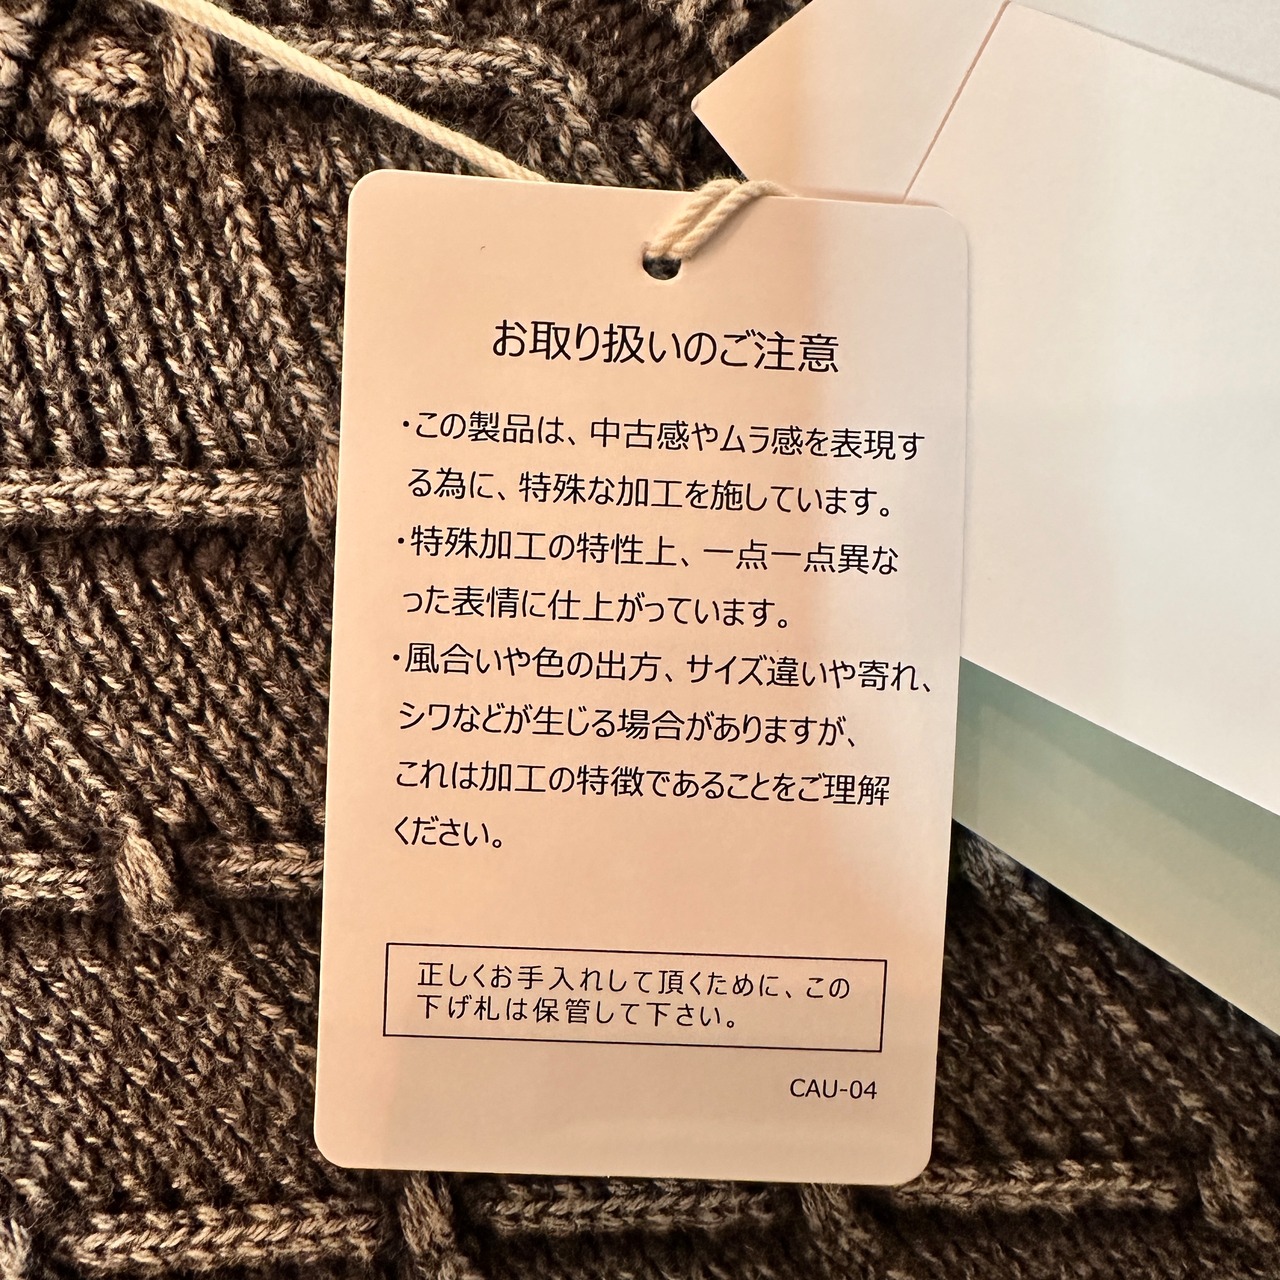 お取り扱いのご注意
・この製品は、中古感やムラ感を表現す
る為に、特殊な加工を施しています。
・特殊加工の特性上、一点一点異な
った表情に仕上がっています。
・風合いや色の出方、サイズ違いや寄れ、
シワなどが生じる場合がありますが、
これは加工の特徴であることをご理解
ください。
正しくお手入れして頂くために、この
下げ札は保管して下さい。
CAU-04